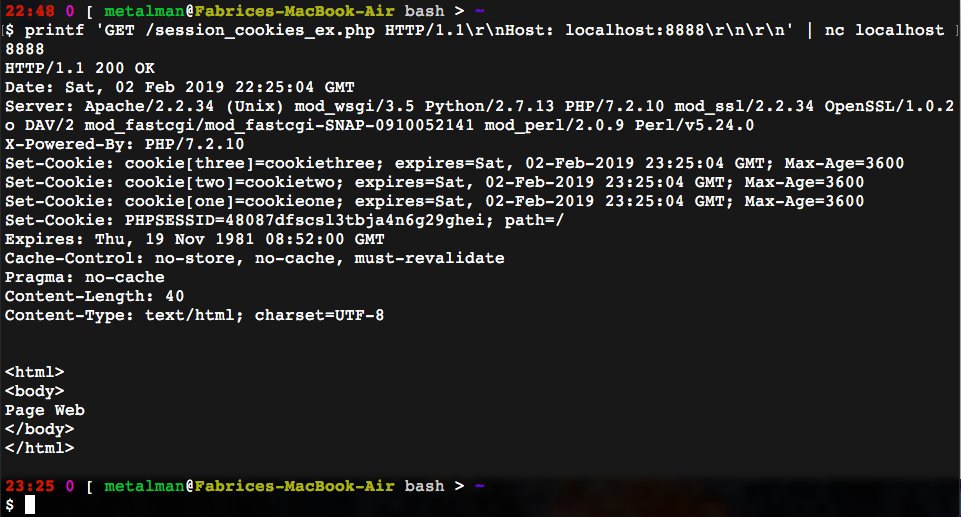 22:48 0 [ metalman@Fabrices-MacBook-Air bash > ~
$ printf 'GET /session_cookies_ex.php HTTP/1.1\r\nHost: localhost:8888\r\n\r\n' | nc localhost
8888
HTTP/1.1 200 OK
Date: Sat, 02 Feb 2019 22:25:04 GMT
Server: Apache/2.2.34 (Unix) mod_wsgi/3.5 Python/2.7.13 PHP/7.2.10 mod_ssl/2.2.34 OpenSSL/1.0.2
o DAV/2 mod_fastcgi/mod_fastcgi-SNAP-0910052141 mod_perl/2.0.9 Perl/v5.24.0
X-Powered-By: PHP/7.2.10
Set-Cookie: cookie[three]=cookiethree; expires=Sat, 02-Feb-2019 23:25:04 GMT; Max-Age=3600
Set-Cookie: cookie[two]=cookietwo; expires=Sat, 02-Feb-2019 23:25:04 GMT; Max-Age=3600
Set-Cookie: cookie[one]=cookieone; expires=Sat, 02-Feb-2019 23:25:04 GMT; Max-Age=3600
Set-Cookie: PHPSESSID=48087dfscsl3tbja4n6g29ghei; path=/
Expires: Thu, 19 Nov 1981 08:52:00 GMT
Cache-Control: no-store, no-cache, must-revalidate
Pragma: no-cache
Content-Length: 40
Content-Type: text/html; charset=UTF-8
<html>
<body>
Page Web
</body>
</html>
23:25 0 [ metalman@Fabrices-MacBook-Air bash > ~
$